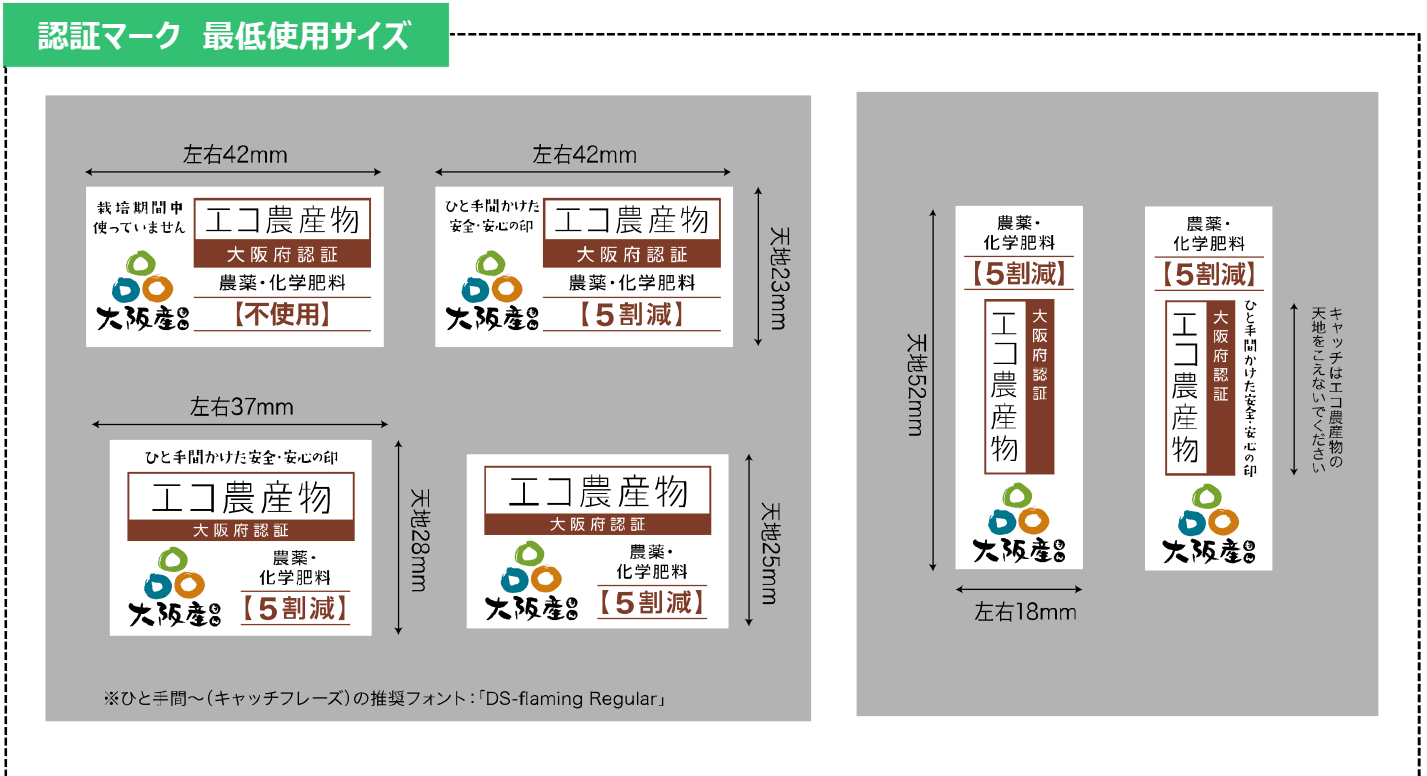 認証マーク 最低使用サイズ
左右42mm
栽培期間中
使っていません
エコ農産物
大阪府認証
農薬・化学肥料
【不使用】
大阪産もん
左右42mm
ひと手間かけた
安全・安心の印
エコ農産物
大阪府認証
農薬・化学肥料
【5割減】
大阪産もん
天地23mm
左右37mm
ひと手間かけた安全・安心の印
エコ農産物
大阪府認証
農薬・
化学肥料
【5割減】
大阪産もん
天地28mm
エコ農産物
大阪府認証
農薬・
化学肥料
【5割減】
大阪産もん
天地25mm
※ひと手間～（キャッチフレーズ）の推奨フォント：「DS-flaming Regular」
天地52mm
農薬・
化学肥料
【5割減】
大阪府認証
エコ農産物
大阪産もん
左右18mm
農薬・
化学肥料
【5割減】
ひと手間かけた安全・安心の印
大阪府認証
エコ農産物
大阪産もん
キャッチはエコ農産物の
天地をこえないでください